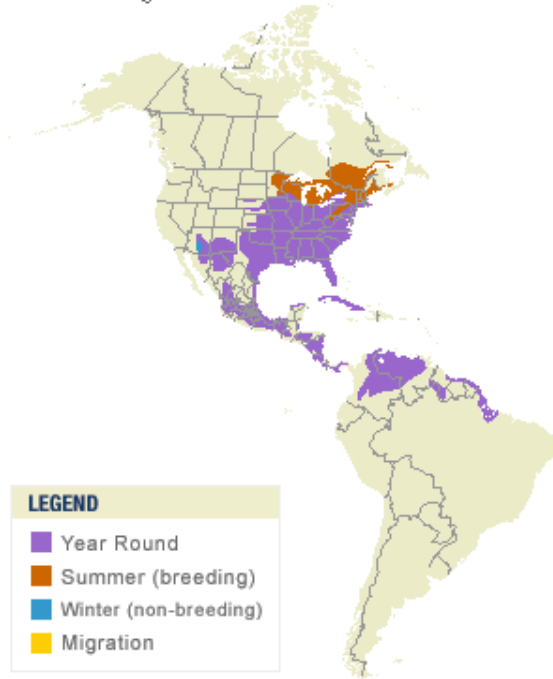 LEGEND
Year Round
Summer (breeding)
Winter (non-breeding)
Migration